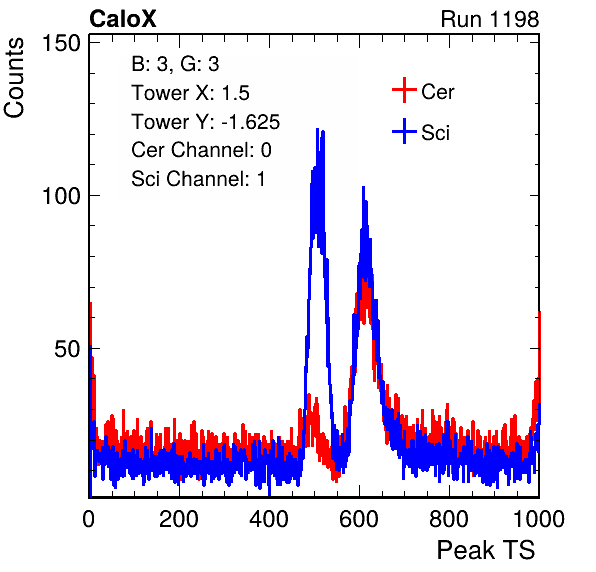 CaloX Run 1198
Counts
150
100
50
B: 3, G: 3
Tower X: 1.5
Tower Y: -1.625
Cer Channel: 0
Sci Channel: 1
Cer
Sci
0 200 400 600 800 1000
Peak TS